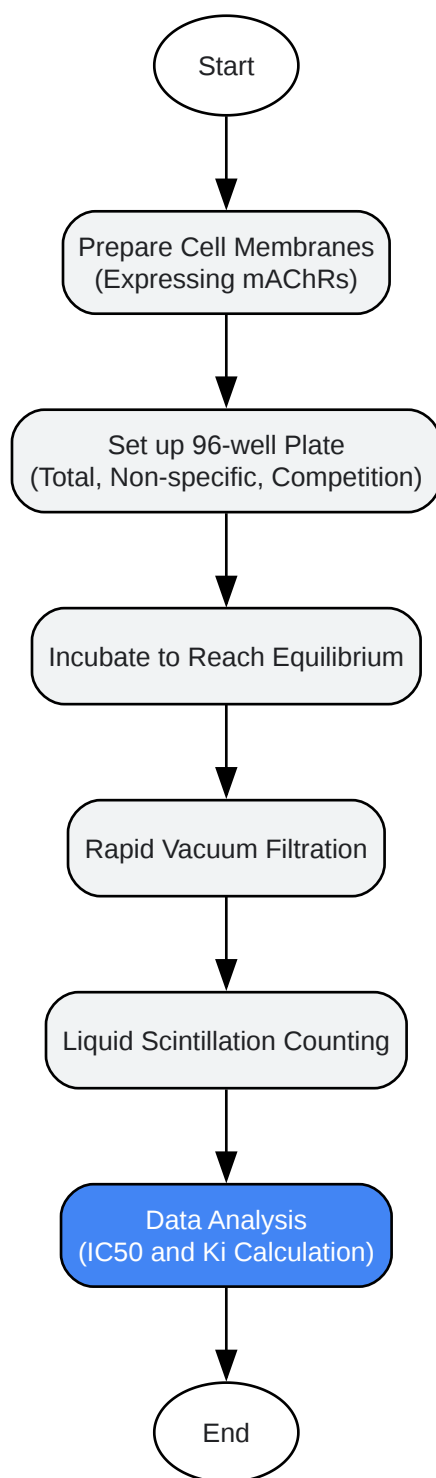 Start
Prepare Cell Membranes
(Expressing mAChRs)
Set up 96-well Plate
(Total, Non-specific, Competition)
Incubate to Reach Equilibrium
Rapid Vacuum Filtration
Liquid Scintillation Counting
Data Analysis
(IC50 and Ki Calculation)
End